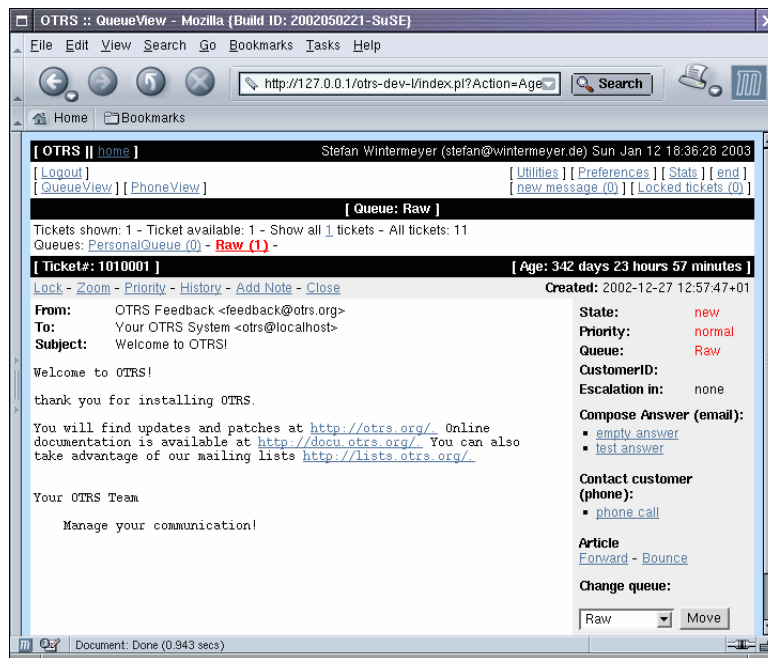 OTRS :: QueueView - Mozilla {Build ID: 2002050221-SuSE}
File Edit View Search Go Bookmarks Tasks Help
http://127.0.0.1/otrs-dev-l/index.pl?Action=Age Search
Home Bookmarks
[ OTRS || home ] Stefan Wintermeyer (stefan@wintermeyer.de) Sun Jan 12 18:36:28 2003
[ Logout ] [ Utilities ] [ Preferences ] [ Stats ] [ end ]
[ QueueView ] [ PhoneView ] [ new message (0) ] [ Locked tickets (0) ]
[ Queue: Raw ]
Tickets shown: 1 - Ticket available: 1 - Show all 1 tickets - All tickets: 11
Queues: PersonalQueue (0) - Raw (1) -
[ Ticket#: 1010001 ] [ Age: 342 days 23 hours 57 minutes ]
Lock - Zoom - Priority - History - Add Note - Close Created: 2002-12-27 12:57:47+01
From: OTRS Feedback <feedback@otrs.org>
To: Your OTRS System <otrs@localhost>
Subject: Welcome to OTRS!
Welcome to OTRS!
thank you for installing OTRS.
You will find updates and patches at http://otrs.org/. Online
documentation is available at http://docu.otrs.org/. You can also
take advantage of our mailing lists http://lists.otrs.org/.
Your OTRS Team
Manage your communication!
State: new
Priority: normal
Queue: Raw
CustomerID:
Escalation in: none
Compose Answer (email):
empty answer
test answer
Contact customer
(phone):
phone call
Article
Forward - Bounce
Change queue:
Raw Move
Document: Done (0.943 secs)